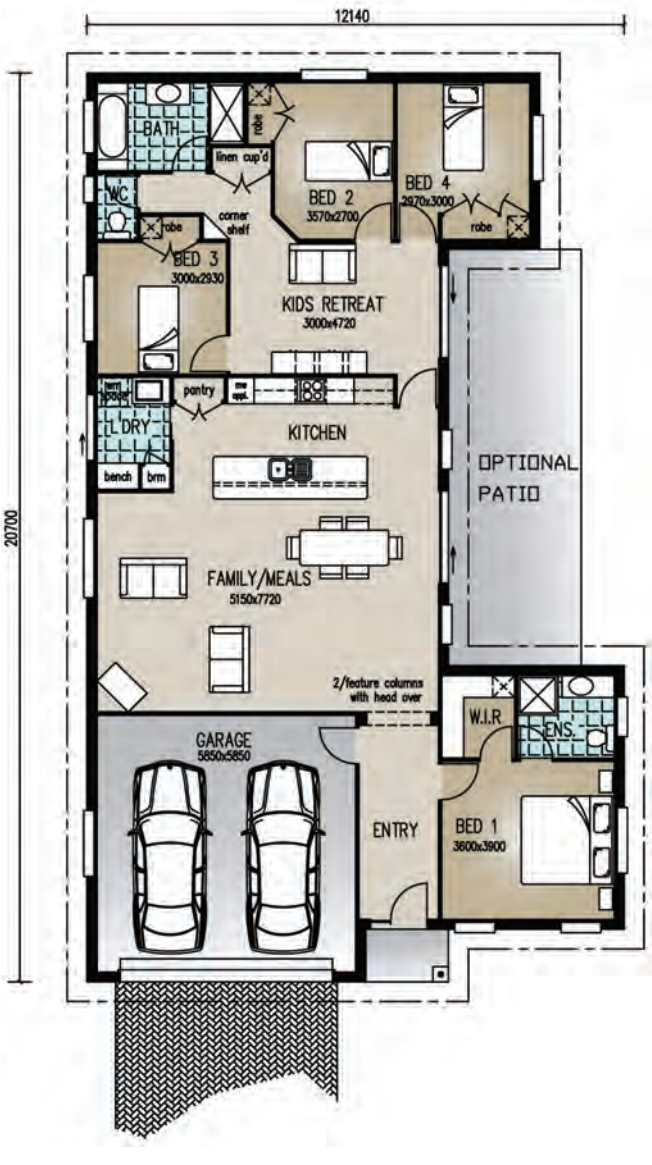 12140
20700
BATH
robe
linen cup'd
BED 2
3570x2700
BED 4
2970x3000
robe
WC
corner
shelf
robe
BED 3
3000x2930
KIDS RETREAT
3000x4720
pantry
L'DRY
KITCHEN
bench
brm
OPTIONAL
PATIO
FAMILY/MEALS
5150x7720
2/feature columns
with head over
W.I.R.
ENS.
GARAGE
5850x5850
ENTRY
BED 1
3600x3900